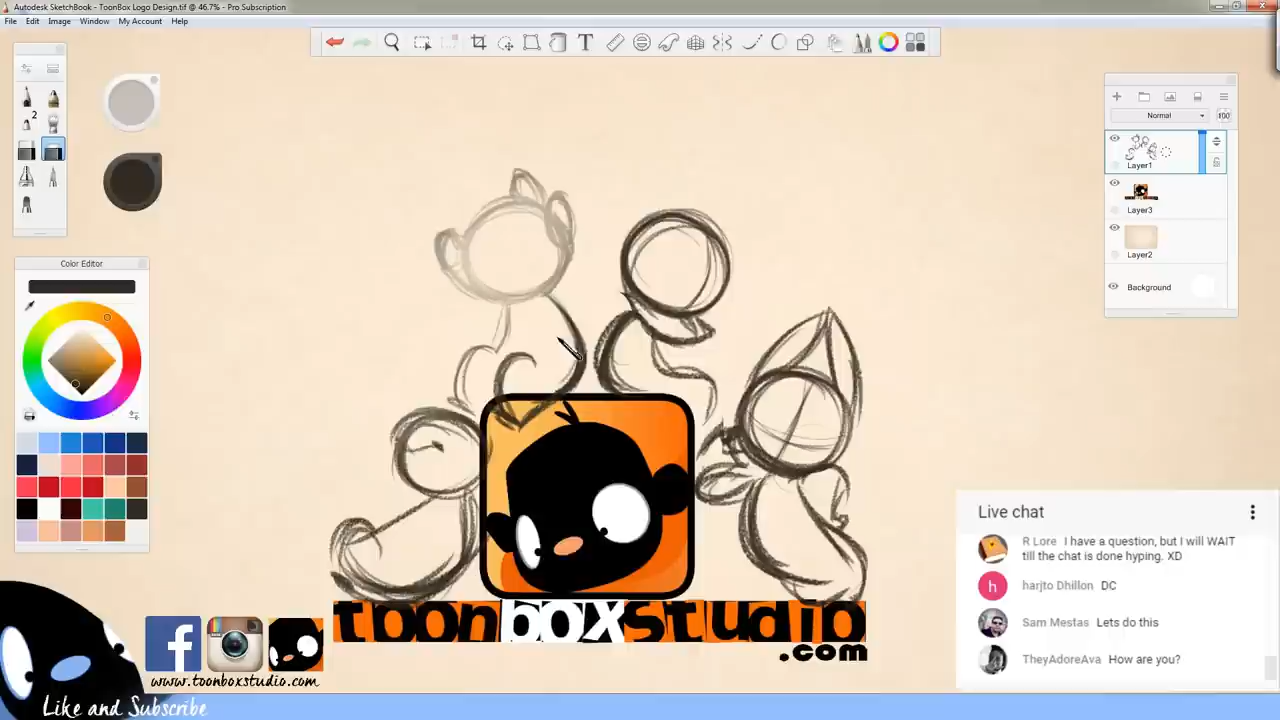 Autodesk SketchBook - ToonBox Logo Design.tif @ 46.7% - Pro Subscription
File Edit Image Window My Account Help
T
2
Normal
100
Layer1
Layer3
Layer2
Background
Color Editor
Live chat
R Lore I have a question, but I will WAIT
till the chat is done hyping. XD
harjto Dhillon DC
Sam Mestas Lets do this
TheyAdoreAva How are you?
h
toonboxstudio
.com
f
Instagram
www.toonboxstudio.com
Like and Subscribe